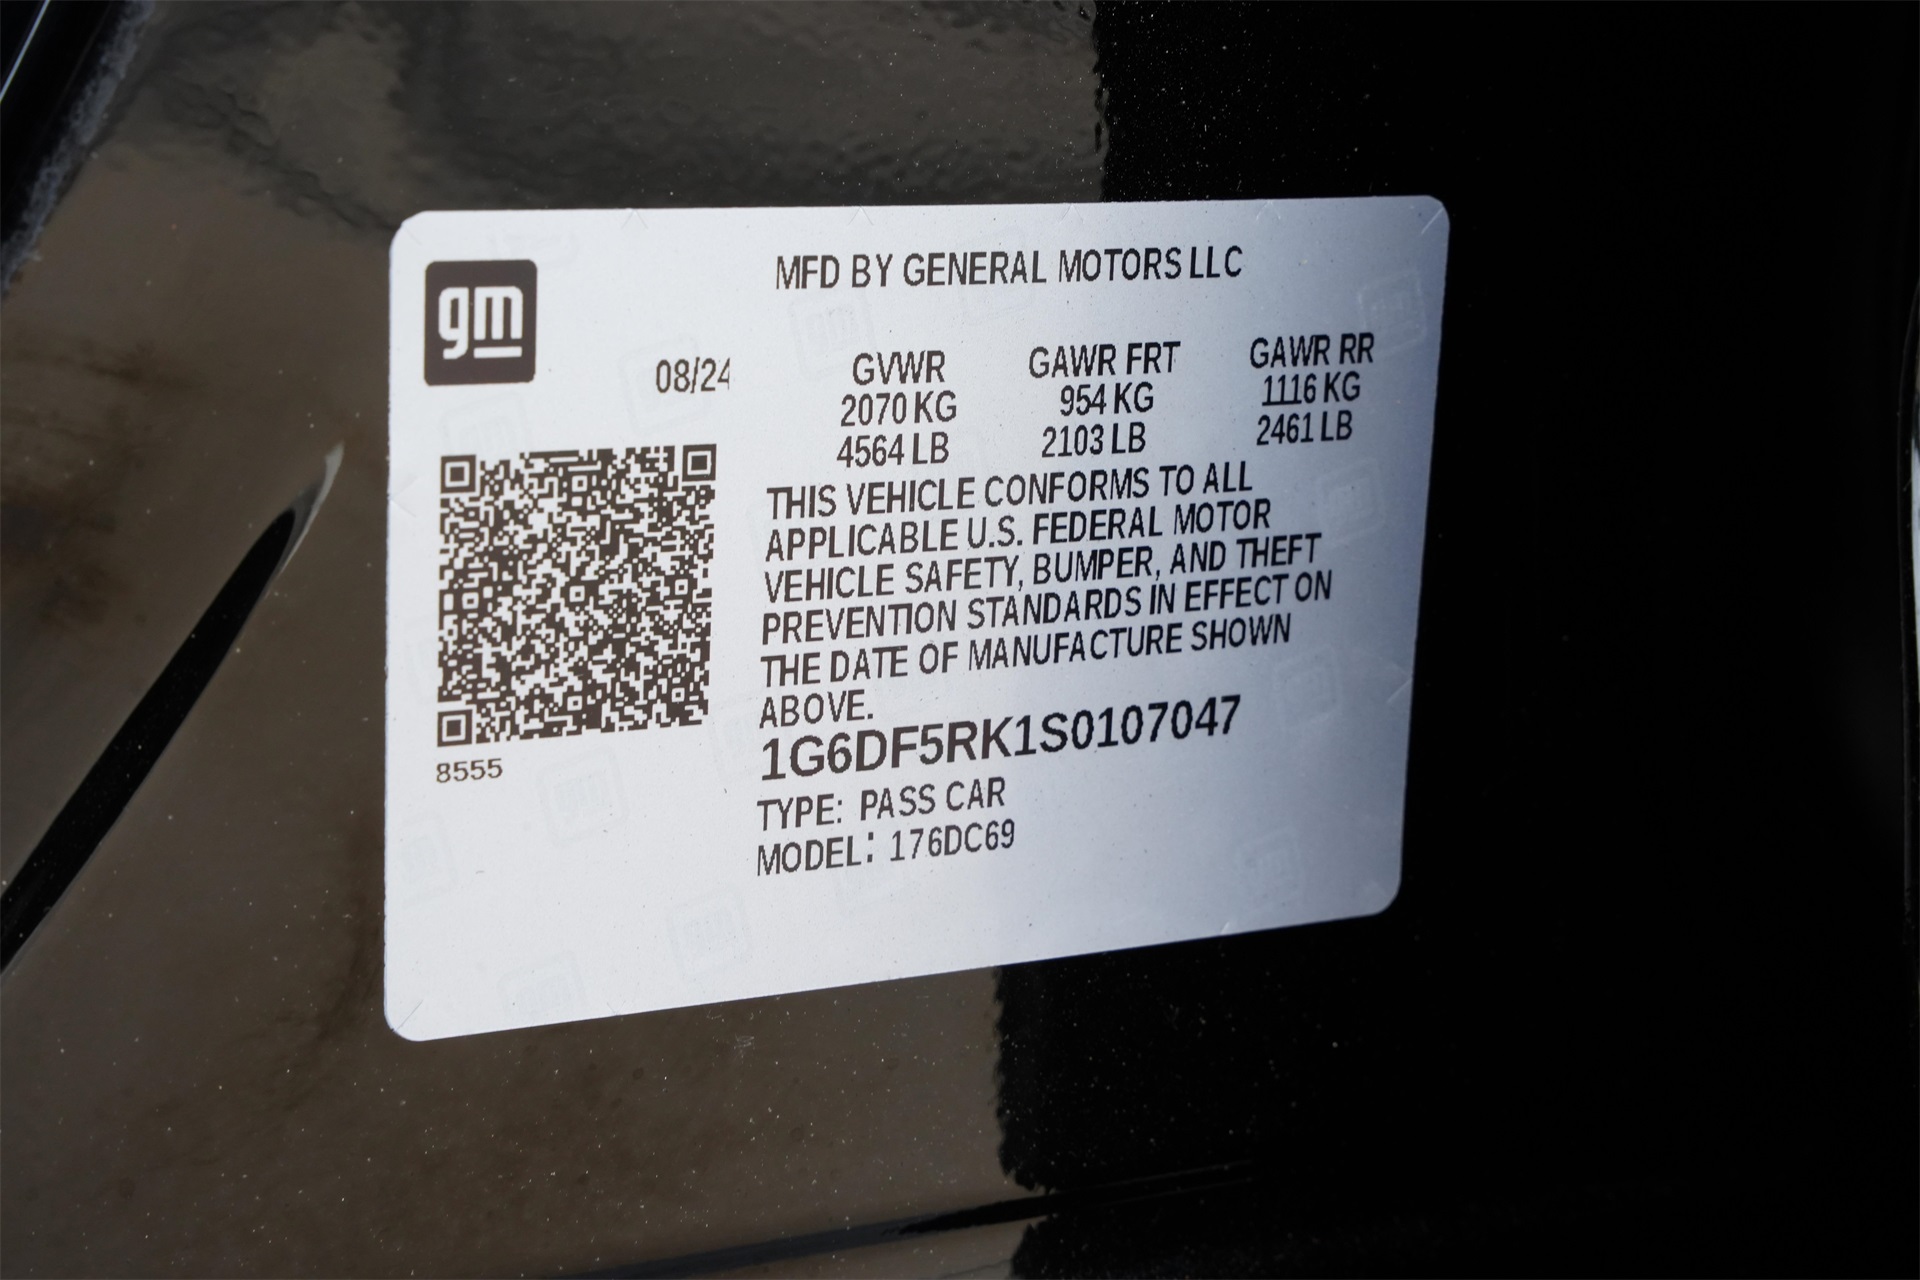 gm
MFD BY GENERAL MOTORS LLC
08/24
GVWR GAWR FRT GAWR RR
2070 KG 954 KG 1116 KG
4564 LB 2103 LB 2461 LB
THIS VEHICLE CONFORMS TO ALL
APPLICABLE U.S. FEDERAL MOTOR
VEHICLE SAFETY, BUMPER, AND THEFT
PREVENTION STANDARDS IN EFFECT ON
THE DATE OF MANUFACTURE SHOWN
ABOVE.
1G6DF5RK1S0107047
8555
TYPE: PASS CAR
MODEL: 176DC69